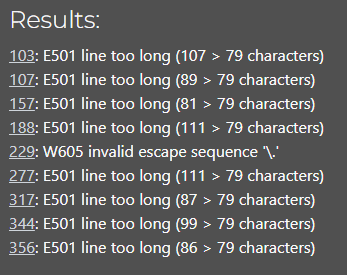 Results:
103: E501 line too long (107 > 79 characters)
107: E501 line too long (89 > 79 characters)
157: E501 line too long (81 > 79 characters)
188: E501 line too long (111 > 79 characters)
229: W605 invalid escape sequence '\.'
277: E501 line too long (111 > 79 characters)
317: E501 line too long (87 > 79 characters)
344: E501 line too long (99 > 79 characters)
356: E501 line too long (86 > 79 characters)